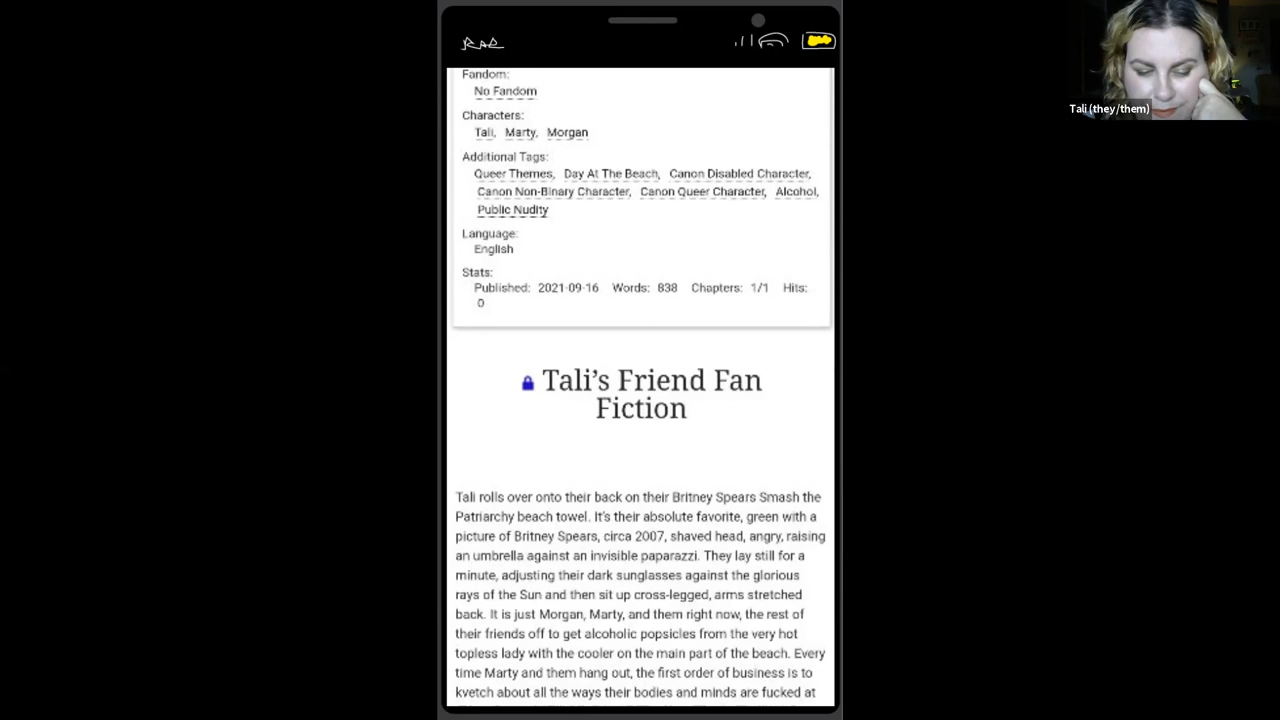 Fandom:
No Fandom
Characters:
Tali, Marty, Morgan
Additional Tags:
Queer Themes, Day At The Beach, Canon Disabled Character,
Canon Non-Binary Character, Canon Queer Character, Alcohol,
Public Nudity
Language:
English
Stats:
Published: 2021-09-16 Words: 838 Chapters: 1/1 Hits:
0
Tali’s Friend Fan
Fiction
Tali rolls over onto their back on their Britney Spears Smash the
Patriarchy beach towel. It’s their absolute favorite, green with a
picture of Britney Spears, circa 2007, shaved head, angry, raising
an umbrella against an invisible paparazzi. They lay still for a
minute, adjusting their dark sunglasses against the glorious
rays of the Sun and then sit up cross-legged, arms stretched
back. It is just Morgan, Marty, and them right now, the rest of
their friends off to get alcoholic popsicles from the very hot
topless lady with the cooler on the main part of the beach. Every
time Marty and them hang out, the first order of business is to
kvetch about all the ways their bodies and minds are fucked at
Tali (they/them)